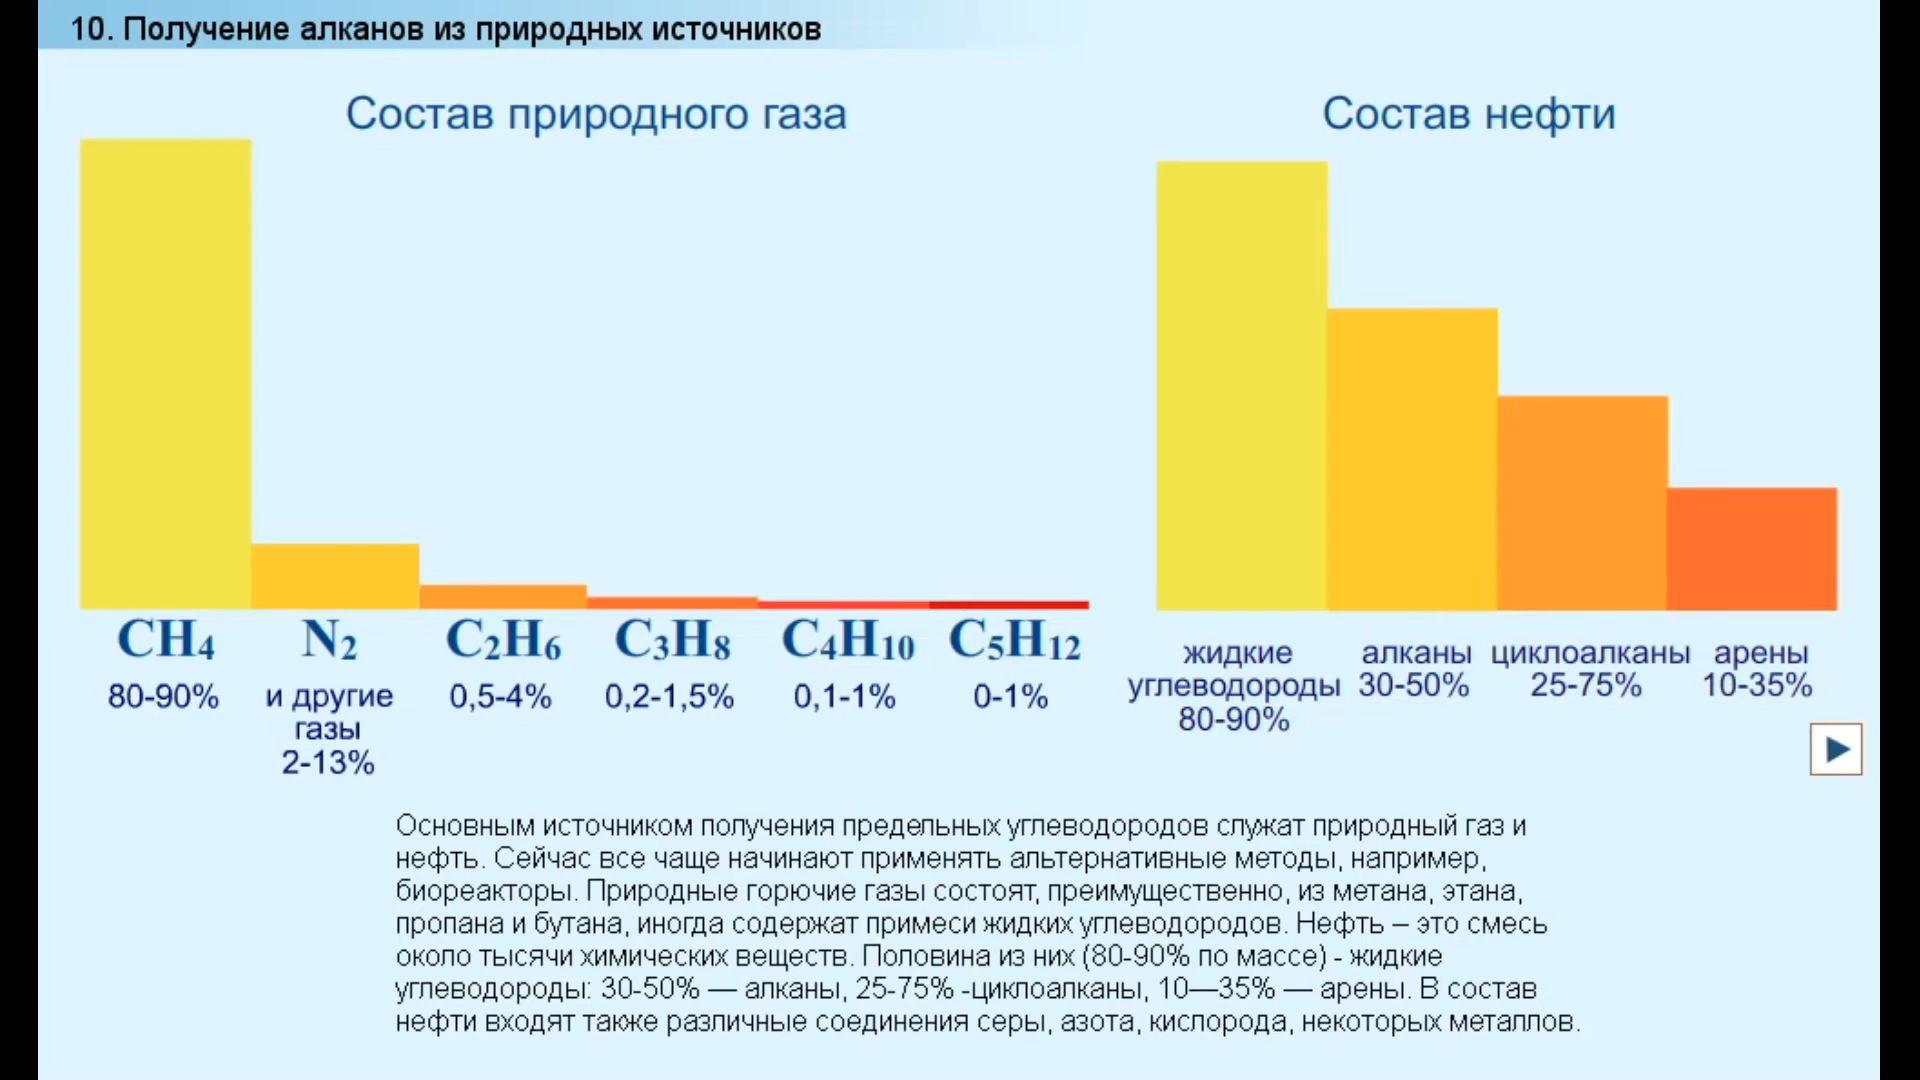 10. Получение алканов из природных источников
Состав природного газа
CH4 N2 C2H6 C3H8 C4H10 C5H12
80-90% и другие 0,5-4% 0,2-1,5% 0,1-1% 0-1%
газы
2-13%
Состав нефти
жидкие алканы циклоалканы арены
углеводороды 30-50% 25-75% 10-35%
80-90%
Основным источником получения предельных углеводородов служат природный газ и
нефть. Сейчас все чаще начинают применять альтернативные методы, например,
биореакторы. Природные горючие газы состоят, преимущественно, из метана, этана,
пропана и бутана, иногда содержат примеси жидких углеводородов. Нефть – это смесь
около тысячи химических веществ. Половина из них (80-90% по массе) - жидкие
углеводороды: 30-50% — алканы, 25-75% -циклоалканы, 10—35% — арены. В состав
нефти входят также различные соединения серы, азота, кислорода, некоторых металлов.